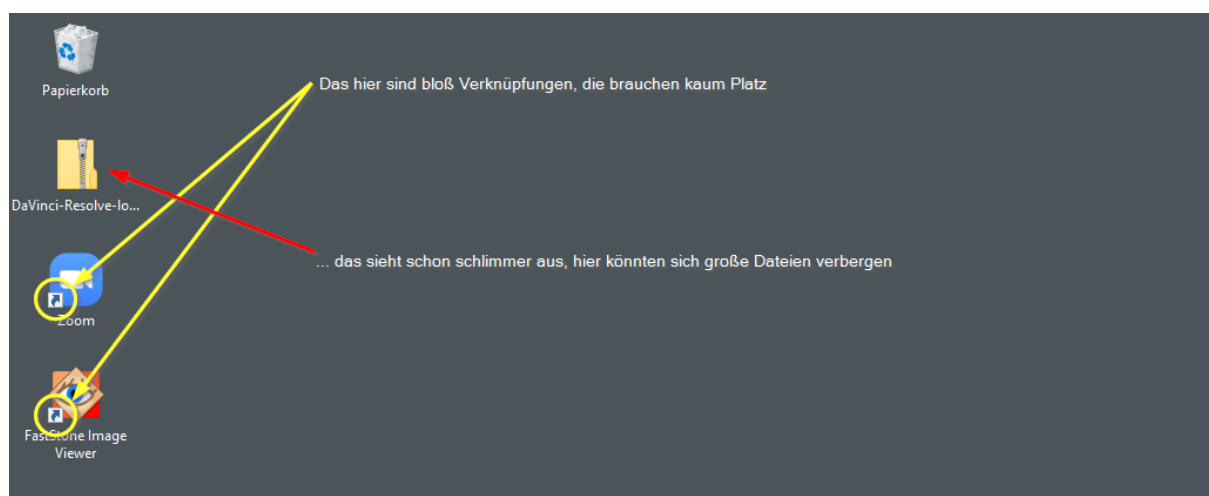 Papierkorb
Das hier sind bloß Verknüpfungen, die brauchen kaum Platz
DaVinci-Resolve-lo...
... das sieht schon schlimmer aus, hier könnten sich große Dateien verbergen
Zoom
FastStone Image
Viewer